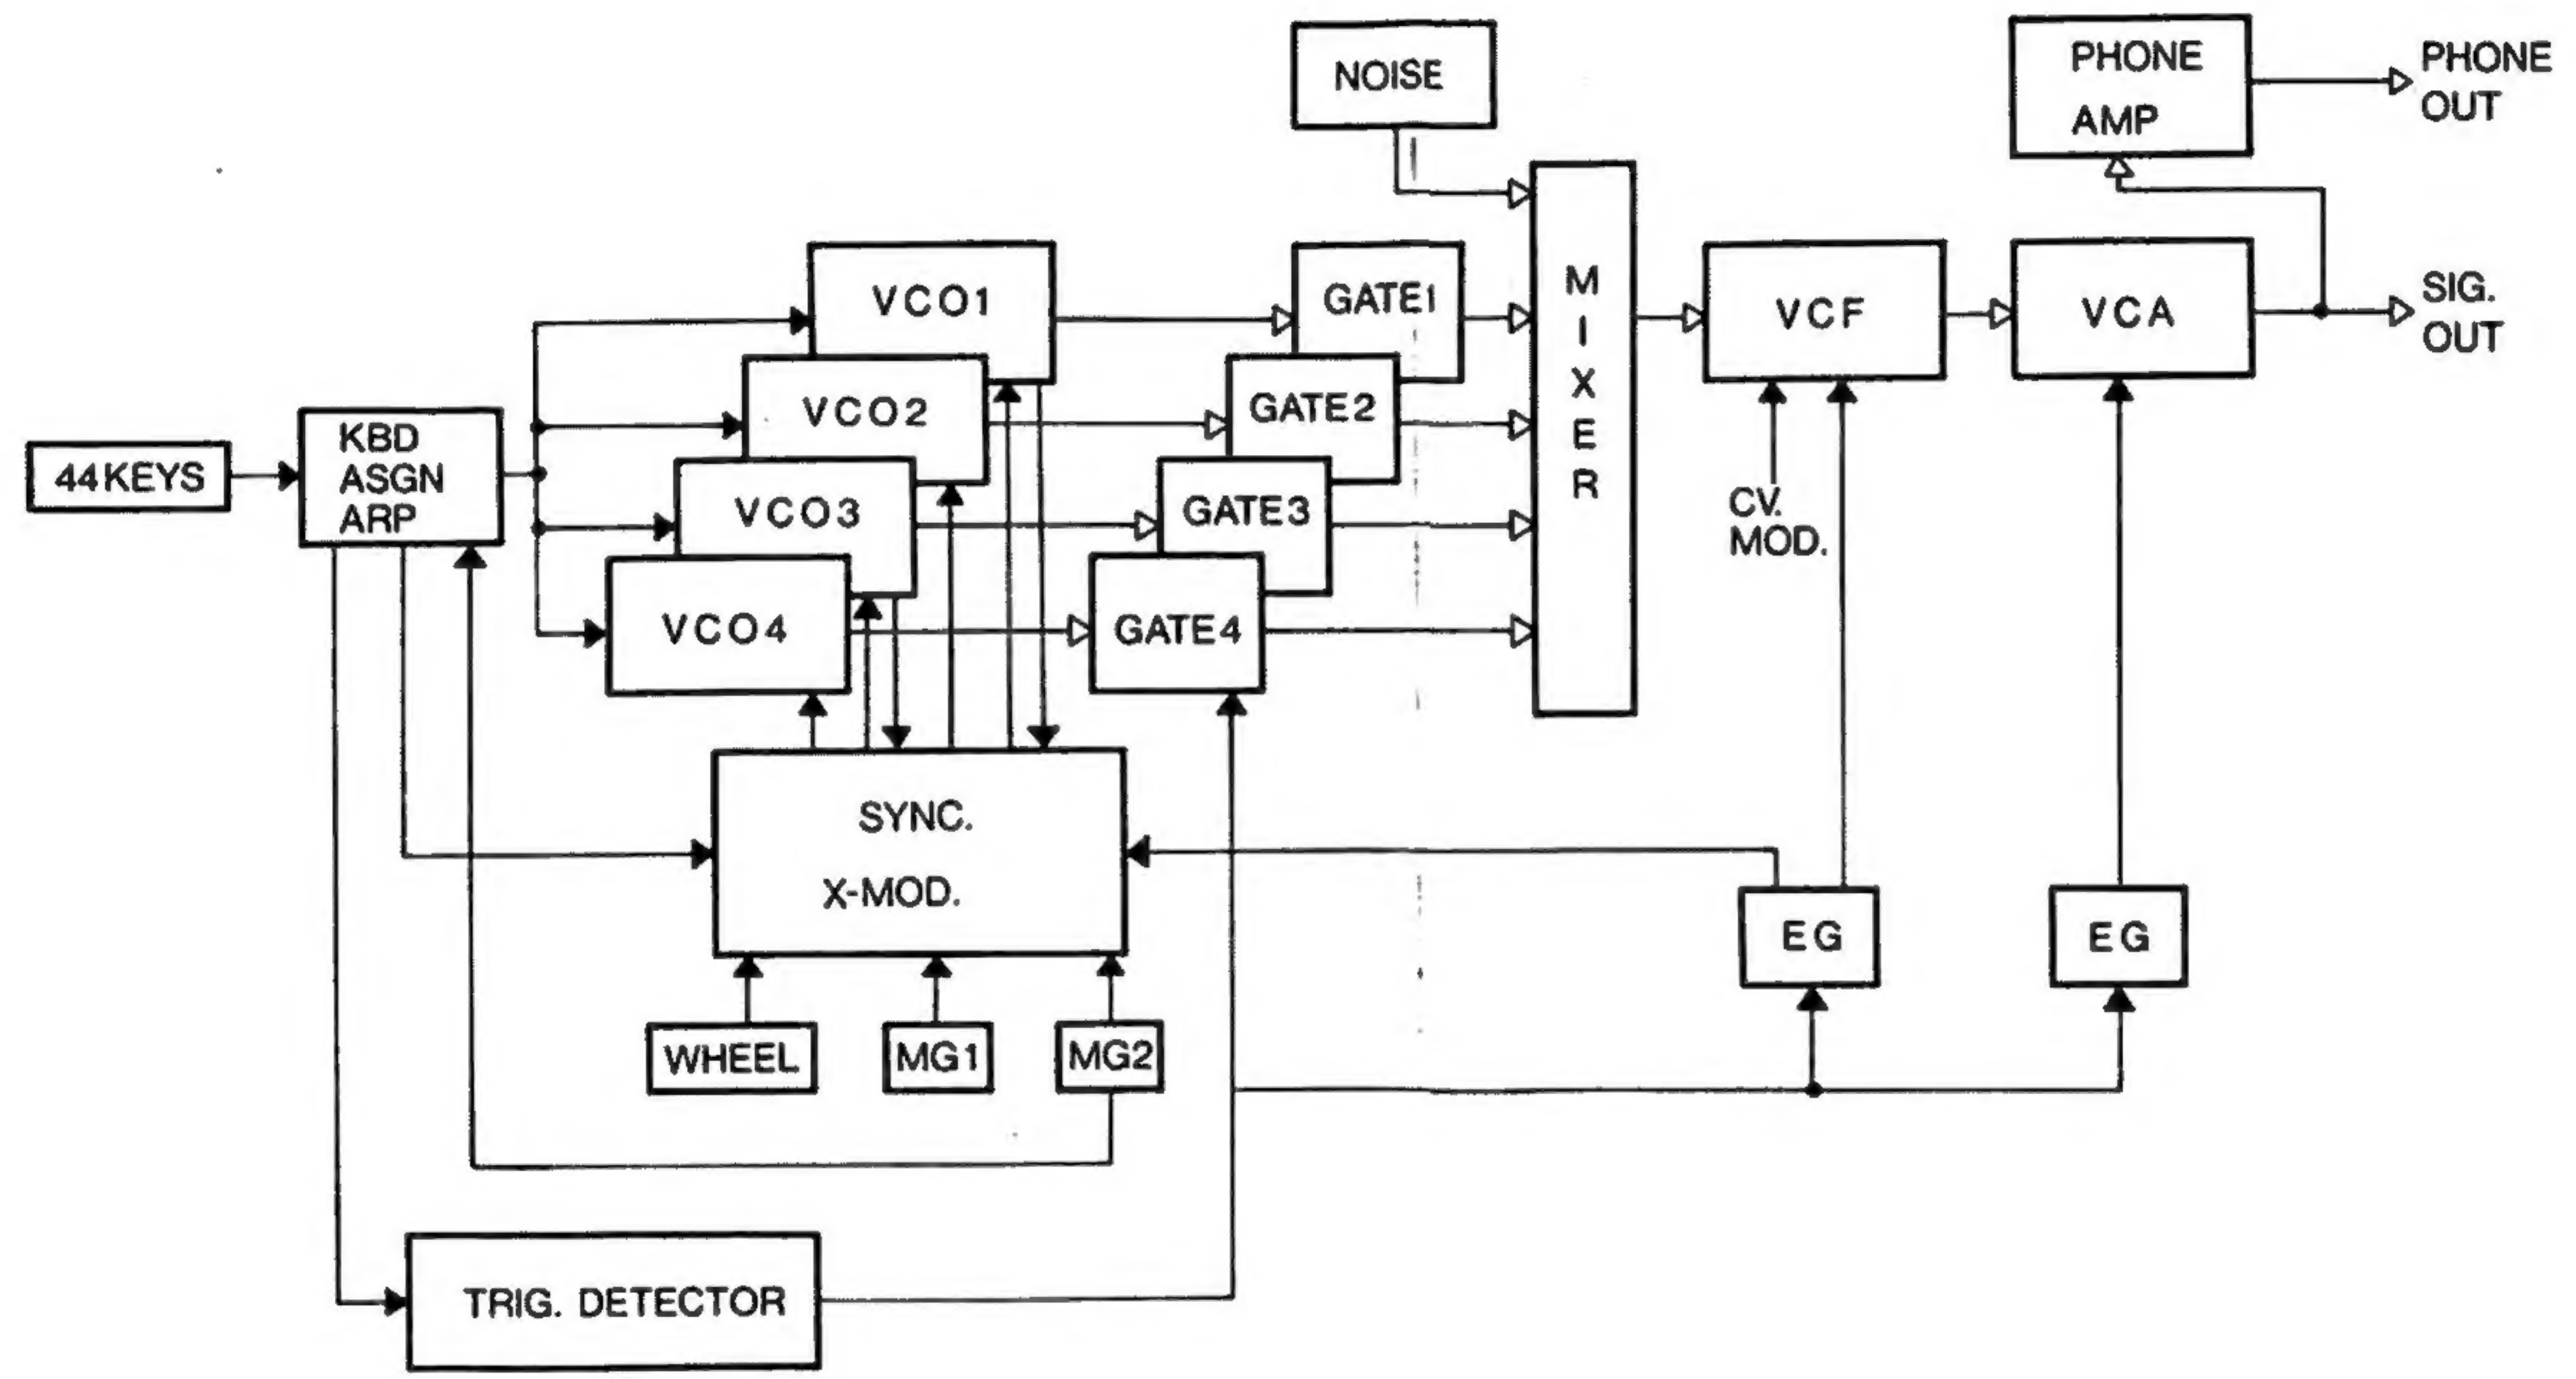 NOISE
PHONE
AMP
PHONE
OUT
VCO1
GATE1
M
I
X
E
R
VCF
VCA
SIG.
OUT
VCO2
GATE2
44KEYS
KBD
ASGN
ARP
VCO3
GATE3
CV.
MOD.
VCO4
GATE4
SYNC.
X-MOD.
EG
EG
WHEEL
MG1
MG2
TRIG. DETECTOR